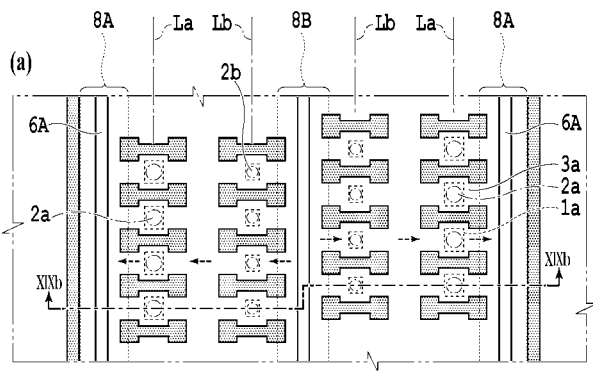 8A La Lb 8B Lb La 8A
(a)
2b
6A 6A
3a
2a 2a
1a
XIXb XIXb